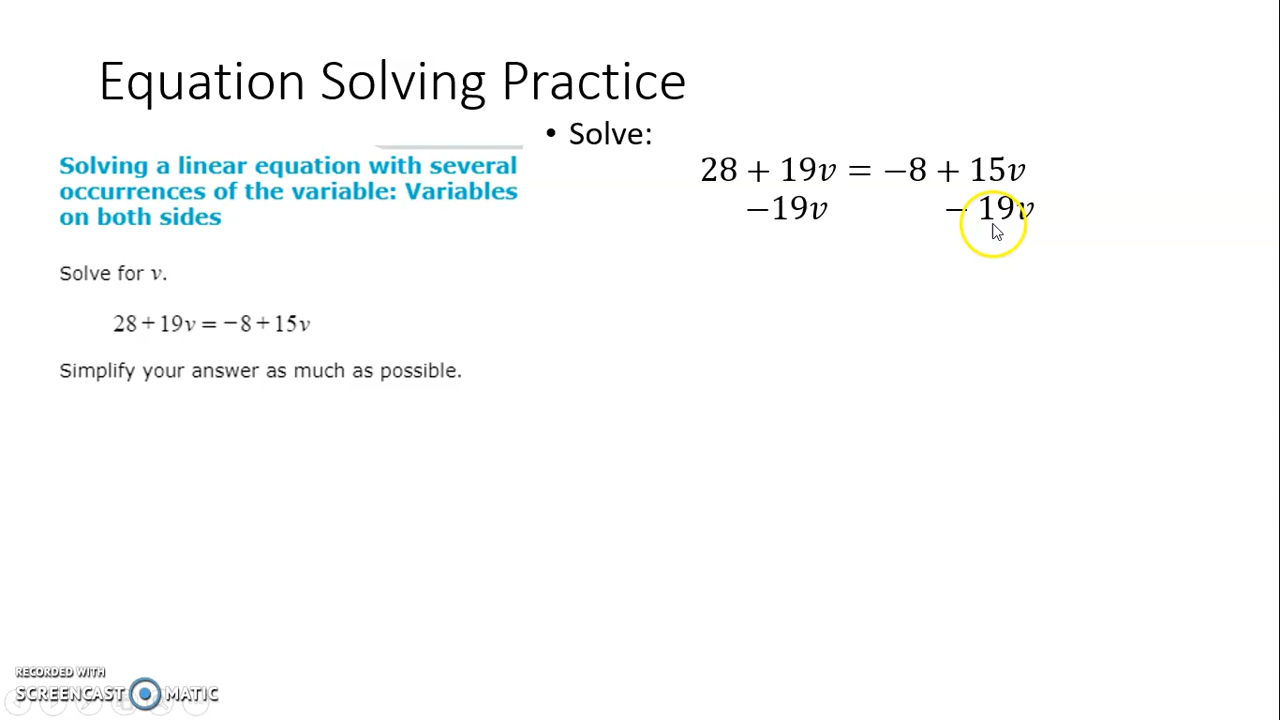 Equation Solving Practice
Solving a linear equation with several
occurrences of the variable: Variables
on both sides
Solve for v.
28+19v=−8+15v
Simplify your answer as much as possible.
• Solve:
28 + 19v = −8 + 15v
−19v − 19v
RECORDED WITH
SCREENCAST MATIC